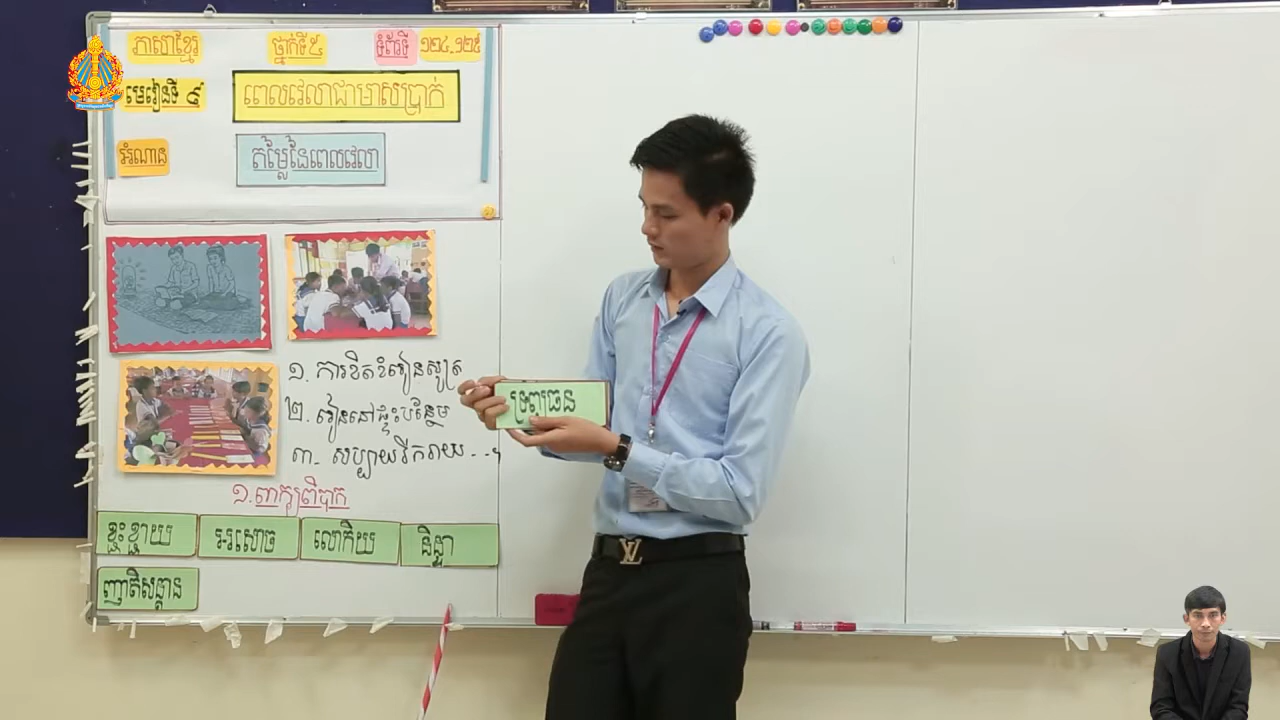 ភាសាខ្មែរ ថ្នាក់ទី៥ ទំព័រទី ១២៤.១២៥
មេរៀនទី ៩ ពេលវេលាជាមាសប្រាក់
អំណាន តម្លៃនៃពេលវេលា
១. ការខិតខំរៀនសូត្រ
២. រៀននៅផ្ទះបន្ថែម
៣- សប្បាយរីករាយ - - ។
១.ពាក្យពិបាក
ខ្ជះខ្ជាយ អសោច លោកិយ និន្ទា
ញាតិសន្តាន
ទ្រព្យធន